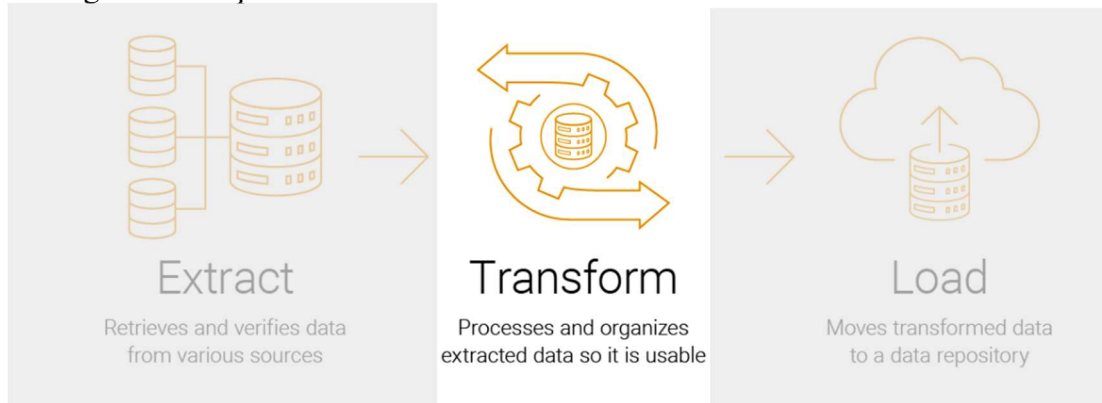 Extract
Retrieves and verifies data
from various sources
Transform
Processes and organizes
extracted data so it is usable
Load
Moves transformed data
to a data repository